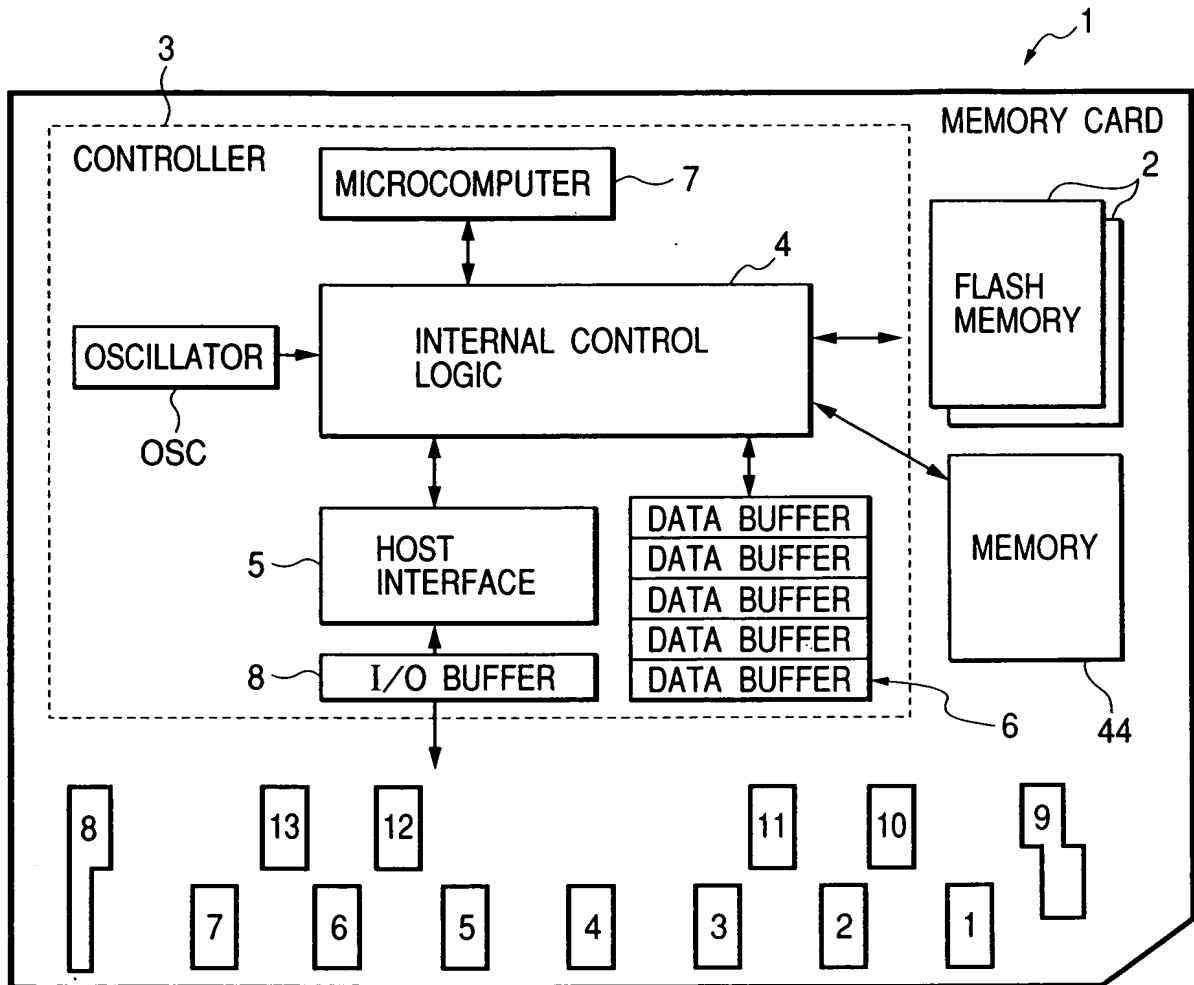 1
3
MEMORY CARD
CONTROLLER
MICROCOMPUTER
7
2
4
FLASH
MEMORY
OSCILLATOR
INTERNAL CONTROL
LOGIC
OSC
DATA BUFFER
DATA BUFFER
DATA BUFFER
DATA BUFFER
DATA BUFFER
HOST
INTERFACE
5
MEMORY
8
I/O BUFFER
6
44
8
13
12
11
10
9
7
6
5
4
3
2
1